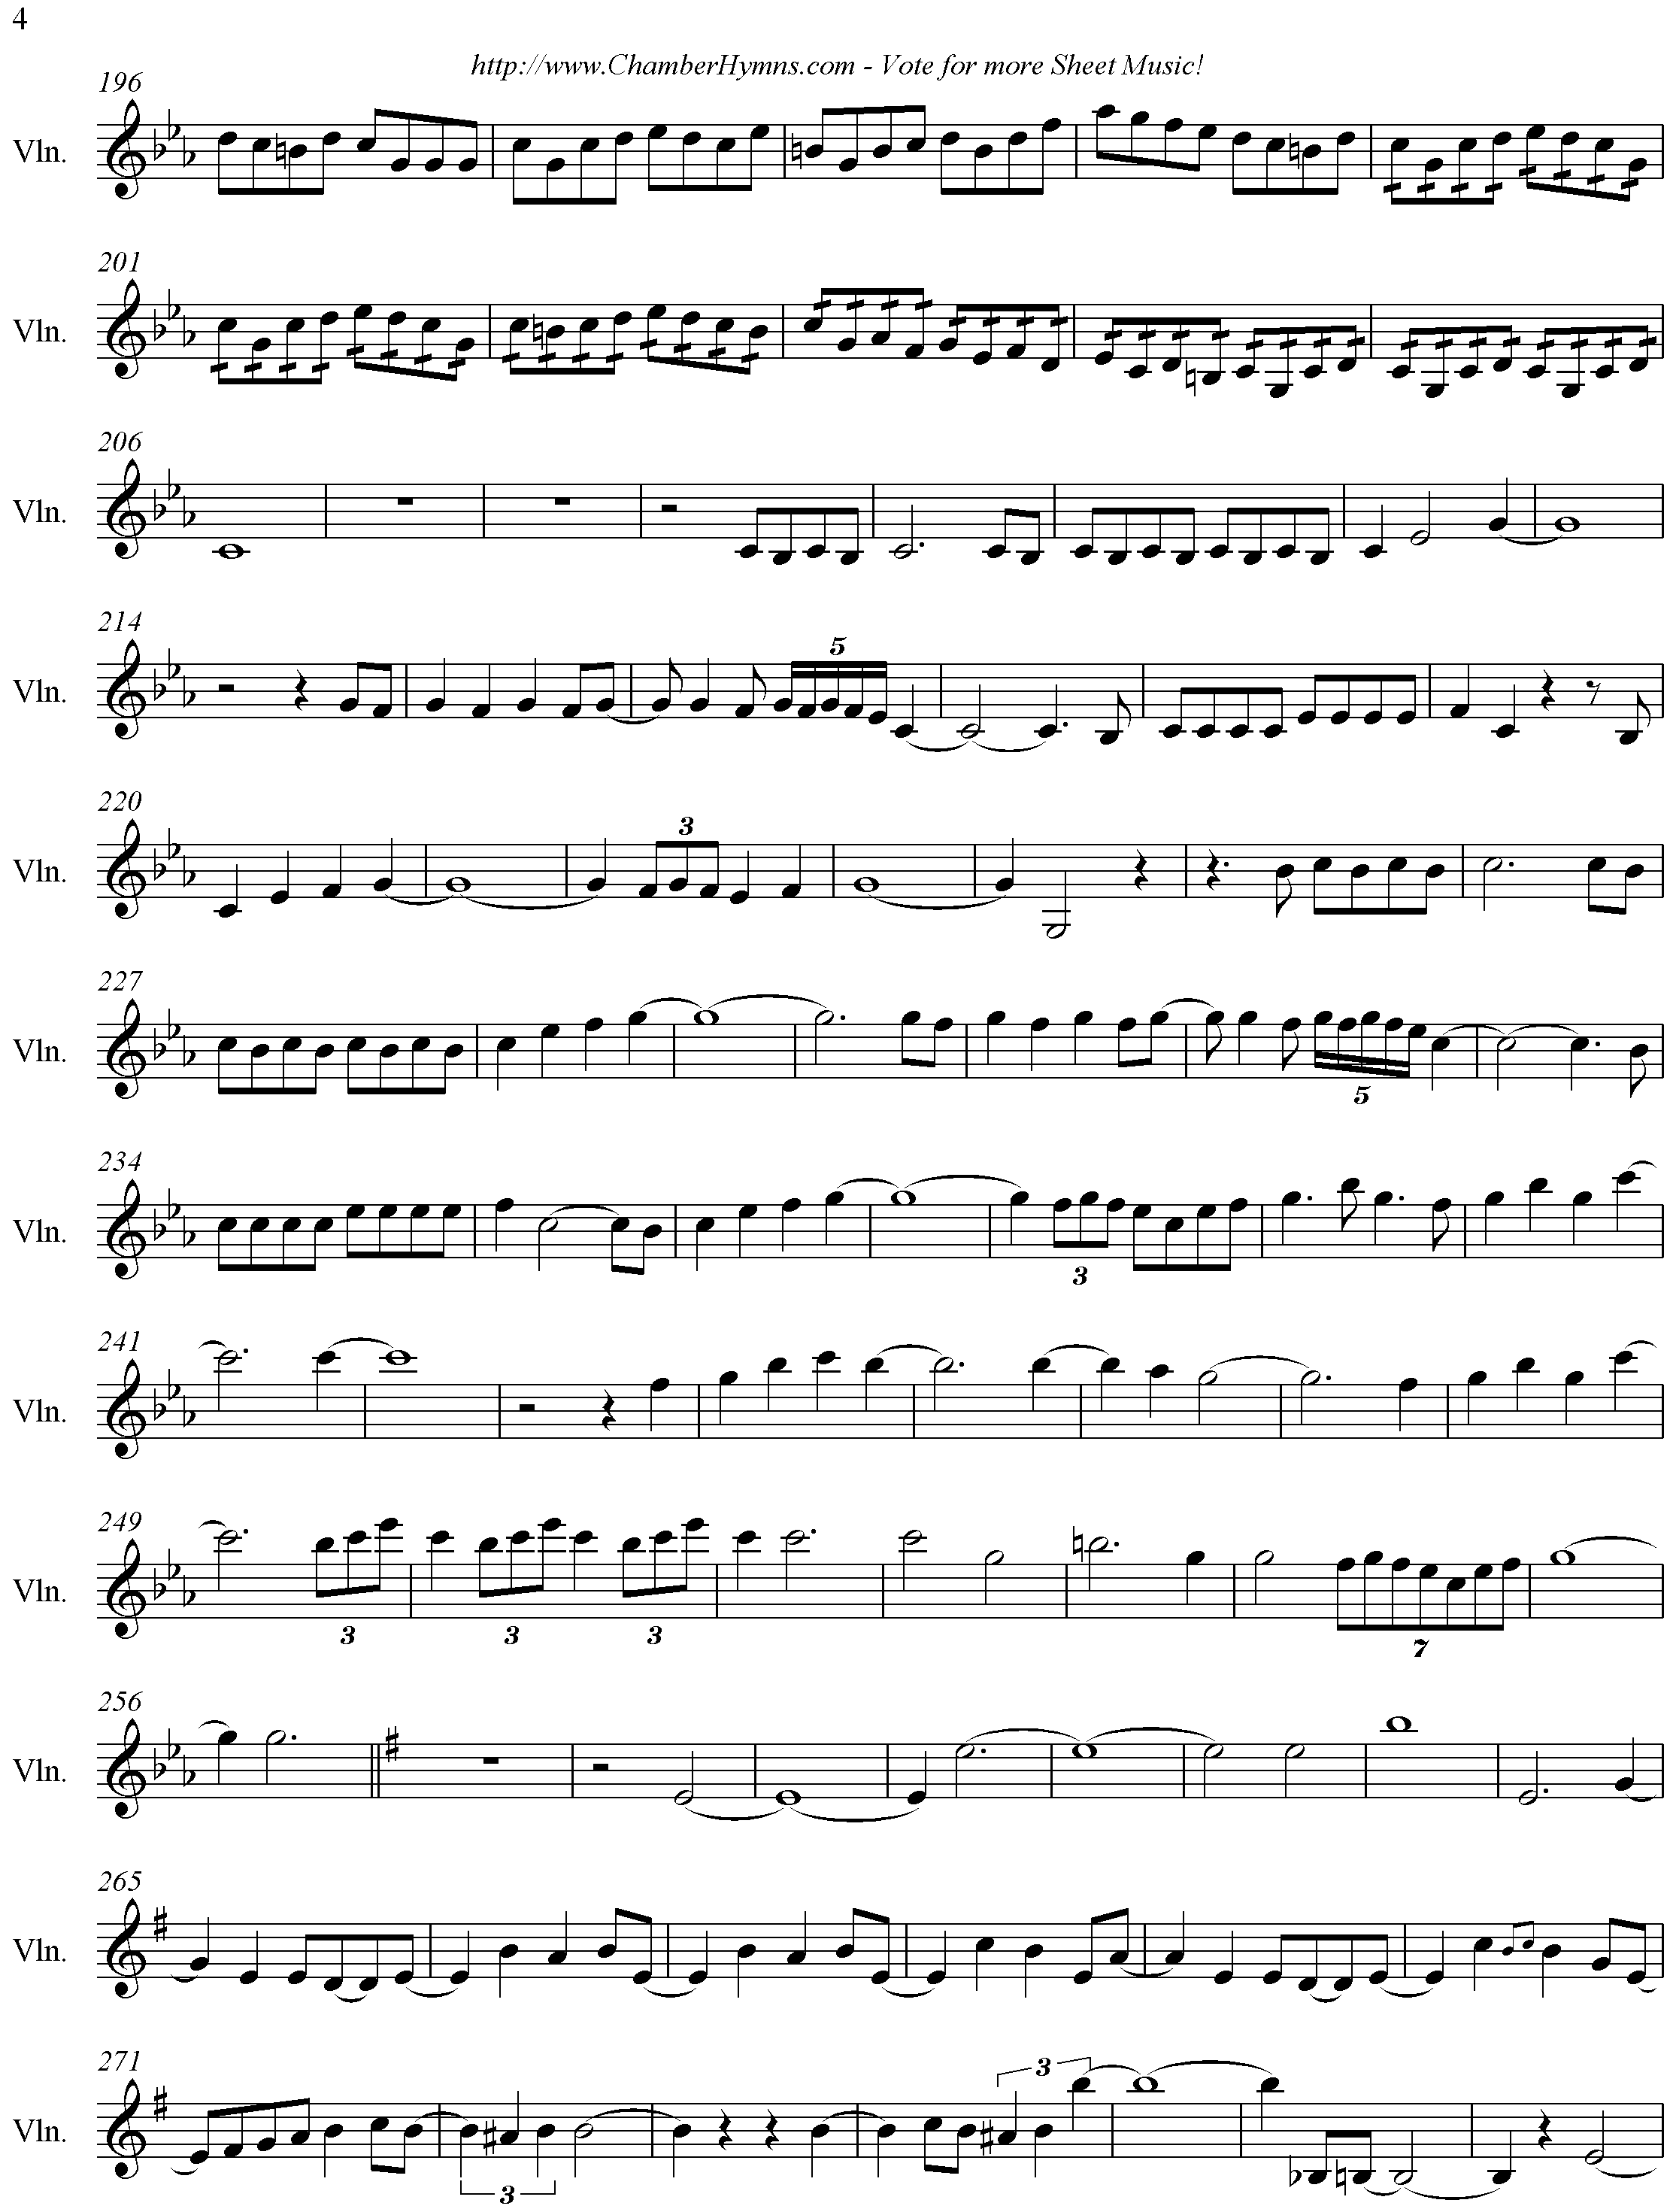 4
http://www.ChamberHymns.com - Vote for more Sheet Music!
196
Vln.
201
Vln.
206
Vln.
214
5
Vln.
220
3
Vln.
227
Vln.
5
234
Vln.
3
241
Vln.
249
Vln.
3 3 3 7
256
Vln.
265
Vln.
271
3
Vln.
3